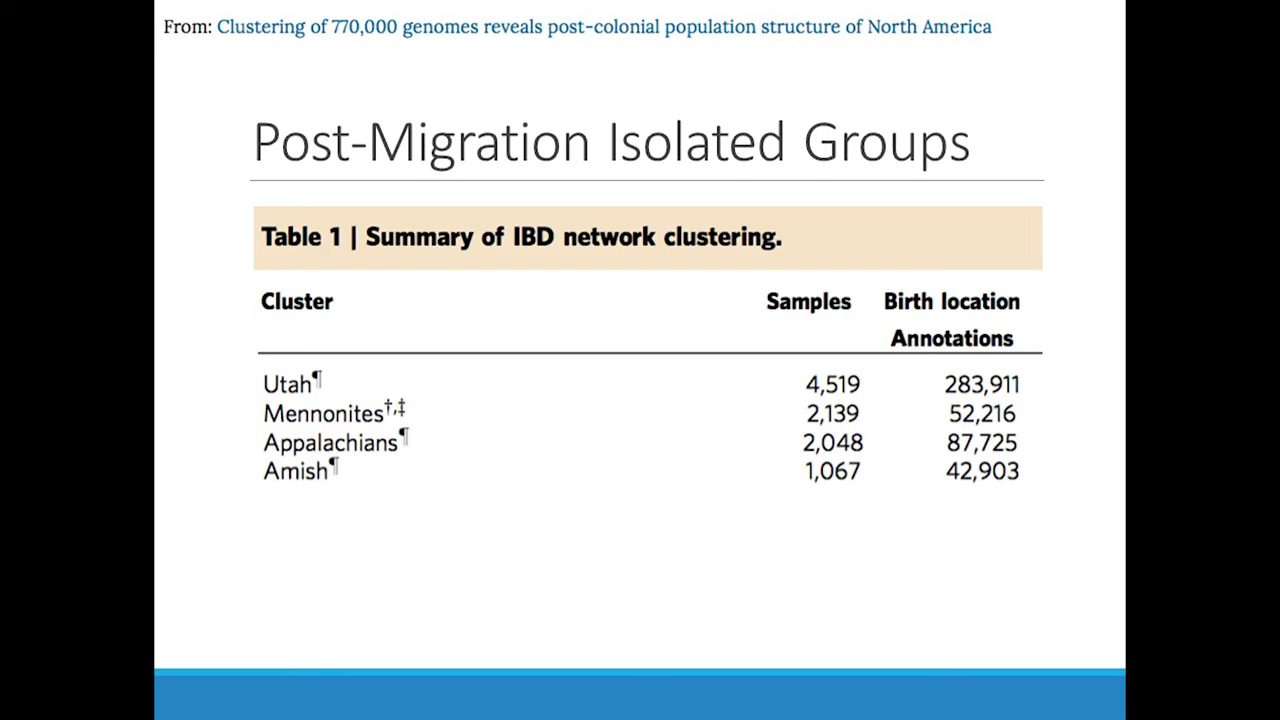 From: Clustering of 770,000 genomes reveals post-colonial population structure of North America
Post-Migration Isolated Groups
Table 1 | Summary of IBD network clustering.
Cluster Samples Birth location
Annotations
Utah¶ 4,519 283,911
Mennonites†,‡ 2,139 52,216
Appalachians¶ 2,048 87,725
Amish¶ 1,067 42,903